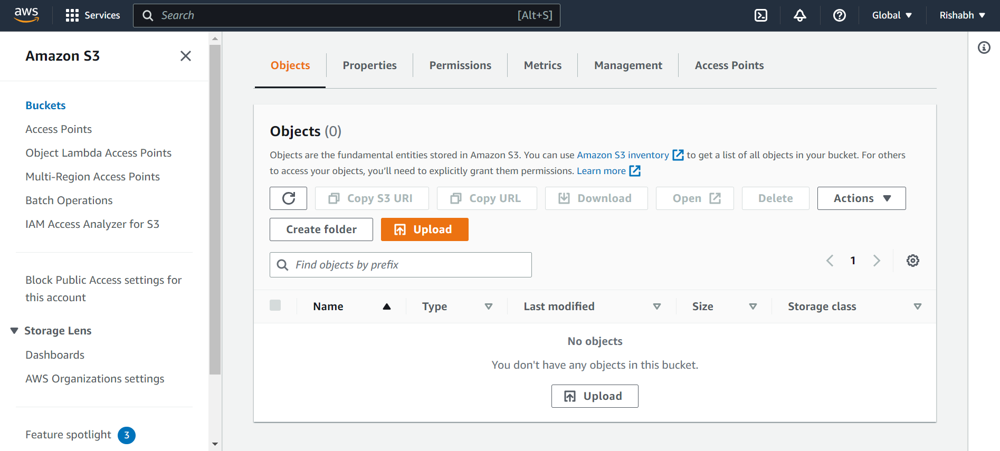 aws
Services
Search [Alt+S]
Global
Rishabh
Amazon S3
Buckets
Access Points
Object Lambda Access Points
Multi-Region Access Points
Batch Operations
IAM Access Analyzer for S3
Block Public Access settings for
this account
Storage Lens
Dashboards
AWS Organizations settings
Feature spotlight 3
Objects Properties Permissions Metrics Management Access Points
Objects (0)
Objects are the fundamental entities stored in Amazon S3. You can use Amazon S3 inventory to get a list of all objects in your bucket. For others
to access your objects, you’ll need to explicitly grant them permissions. Learn more
Copy S3 URI Copy URL Download Open Delete Actions
Create folder Upload
Find objects by prefix 1
Name Type Last modified Size Storage class
No objects
You don't have any objects in this bucket.
Upload